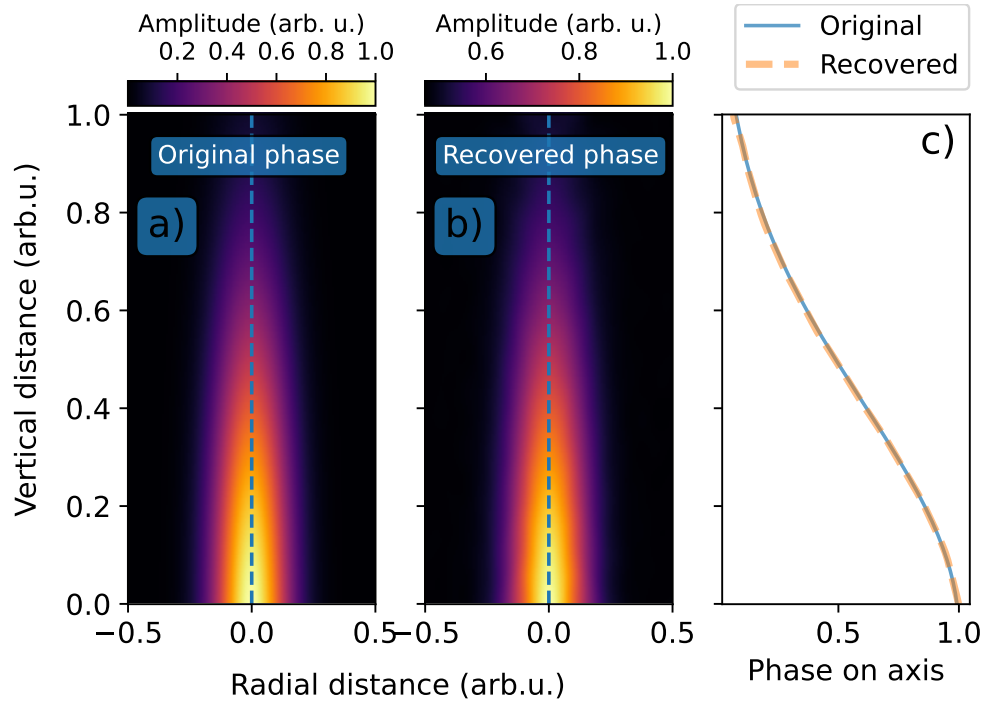 Amplitude (arb. u.)
0.2 0.4 0.6 0.8 1.0
Amplitude (arb. u.)
0.6 0.8 1.0
Original
Recovered
Original phase
a)
Recovered phase
b)
c)
Vertical distance (arb.u.)
1.0
0.8
0.6
0.4
0.2
0.0
−0.5 0.0 0.5
−0.5 0.0 0.5
0.5 1.0
Radial distance (arb.u.)
Phase on axis